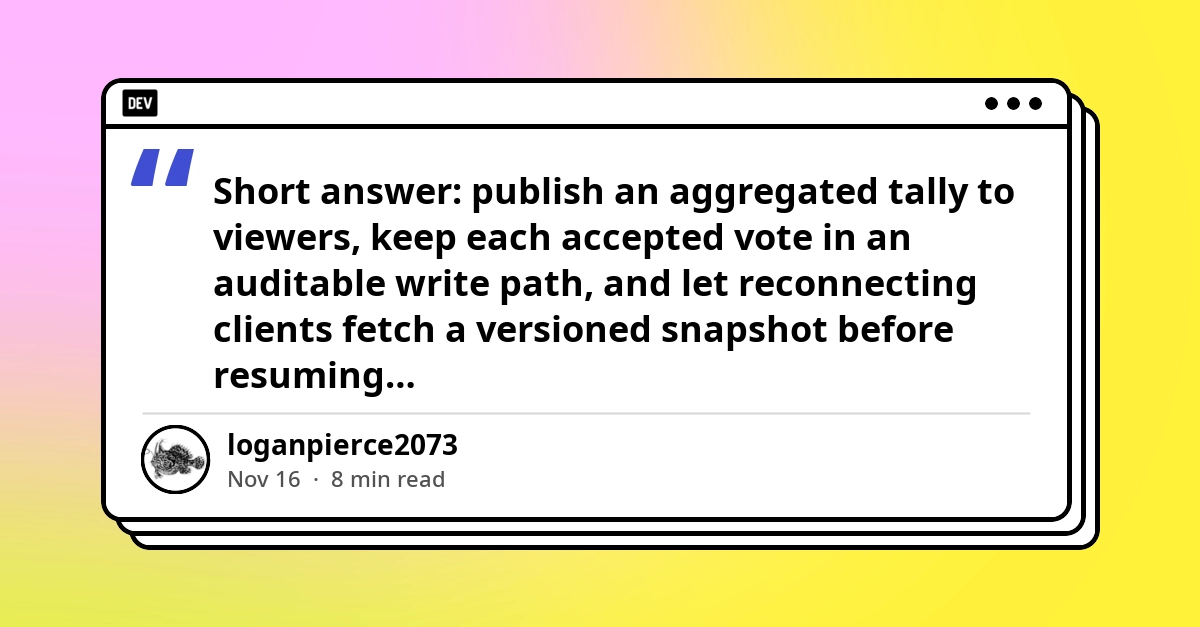 DEV
“
Short answer: publish an aggregated tally to
viewers, keep each accepted vote in an
auditable write path, and let reconnecting
clients fetch a versioned snapshot before
resuming...
loganpierce2073
Nov 16 · 8 min read